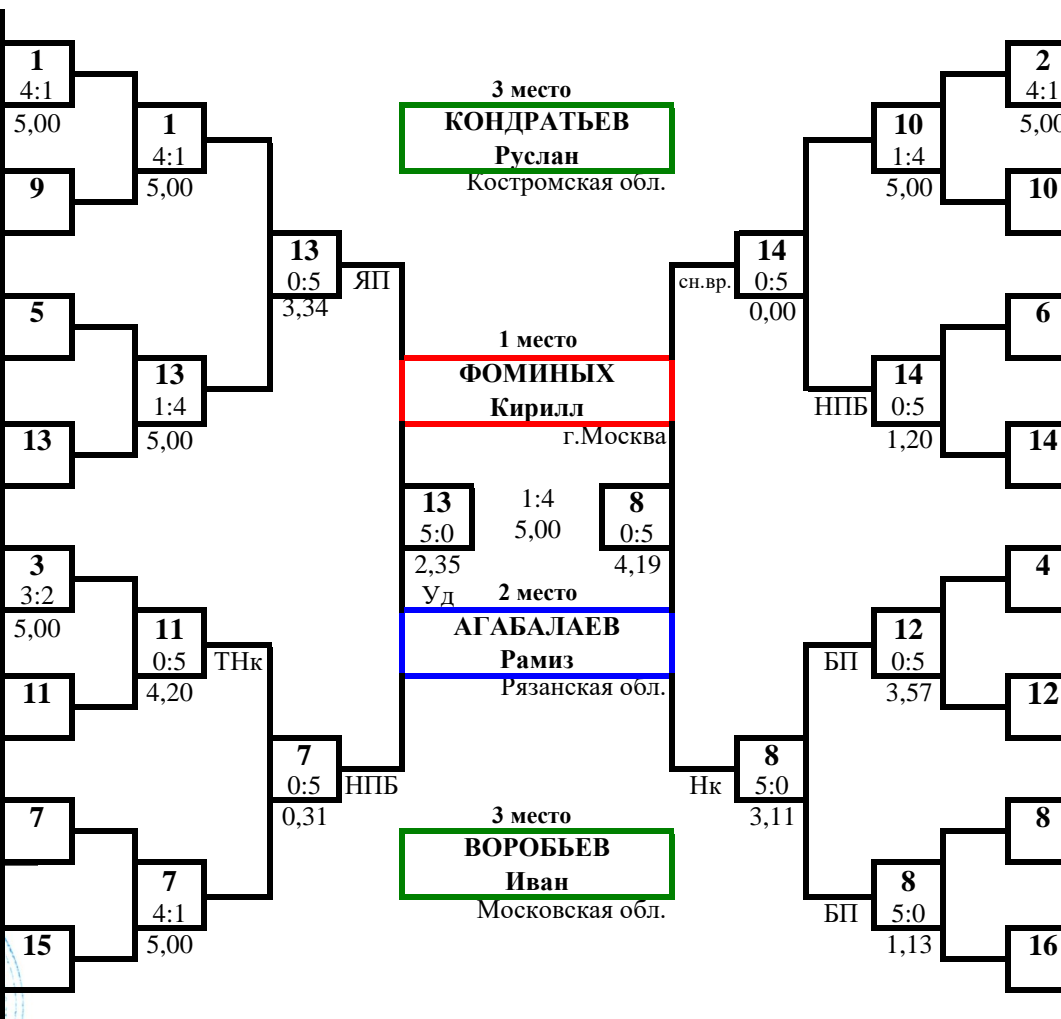 1
4:1
5,00
9
5
13
3
3:2
5,00
11
7
15
1
4:1
5,00
13
1:4
5,00
11
0:5
4,20
ТНк
7
4:1
5,00
13
0:5
3,34
ЯП
7
0:5
0,31
НПБ
3 место
КОНДРАТЬЕВ
Руслан
Костромская обл.
1 место
ФОМИНЫХ
Кирилл
г.Москва
13
5:0
2,35
Уд
1:4
5,00
8
0:5
4,19
2 место
АГАБАЛАЕВ
Рамиз
Рязанская обл.
3 место
ВОРОБЬЕВ
Иван
Московская обл.
сн.вр.
14
0:5
0,00
Нк
8
5:0
3,11
10
1:4
5,00
НПБ
14
0:5
1,20
БП
12
0:5
3,57
БП
8
5:0
1,13
2
4:1
5,00
10
6
14
4
12
8
16